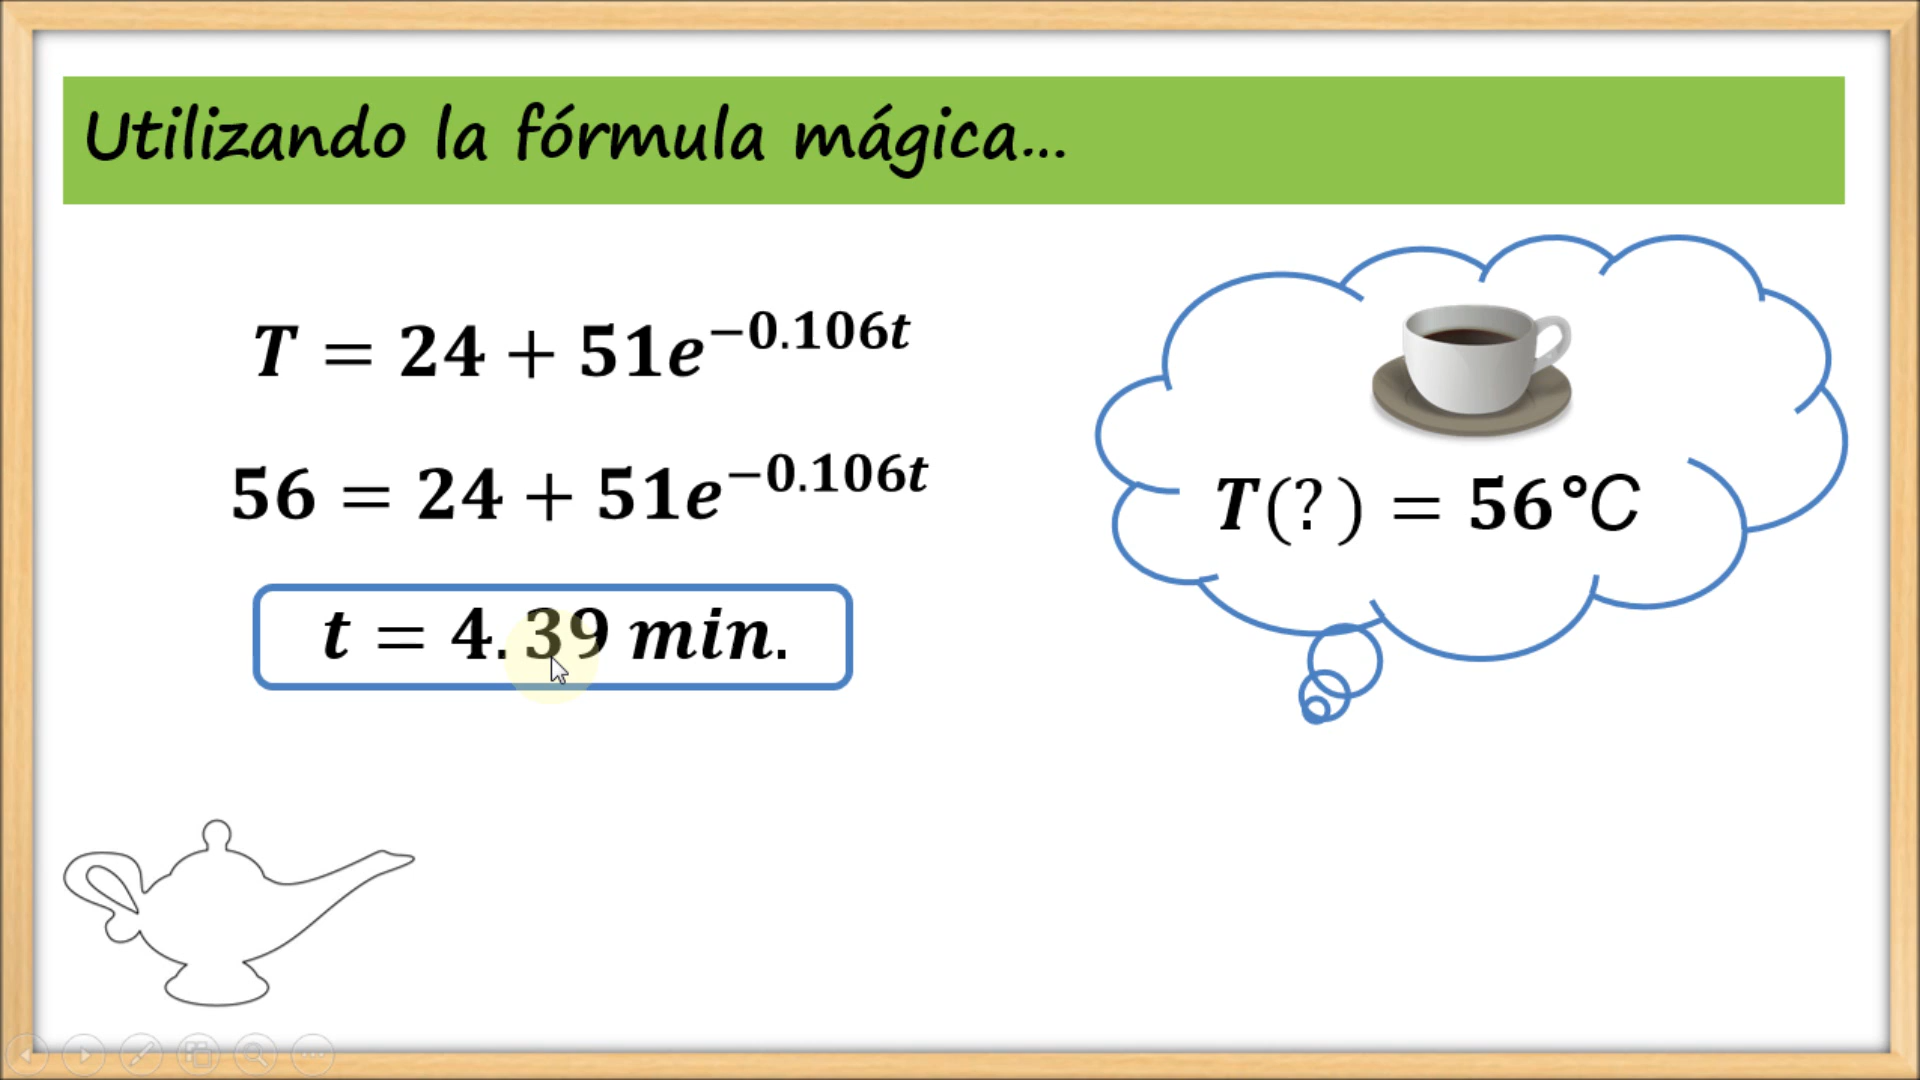 Utilizando la fórmula mágica...
T = 24 + 51e^{−0.106t}
56 = 24 + 51e^{−0.106t}
t = 4.39 min.
T(?) = 56°C